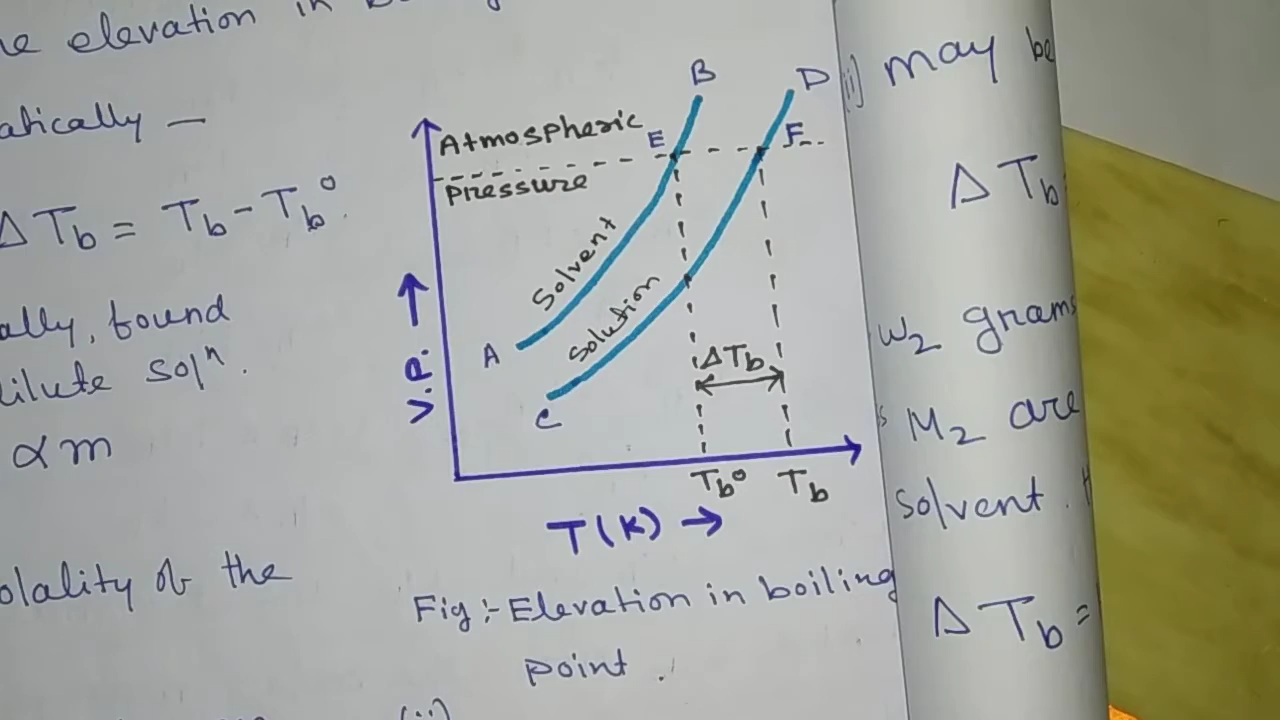 elevation in
atically —
ΔTb = Tb - Tb°.
ally, found
dilute solⁿ.
α m
olality of the
B
D
Atmospheric
E
F
Pressure
Solvent
Solution
A
C
V.P. →
ΔTb
Tb° Tb
T(K) →
Fig :- Elevation in boiling
point.
(ii)
i) may be
ΔTb
W2 grams
M2 are
solvent.
ΔTb =